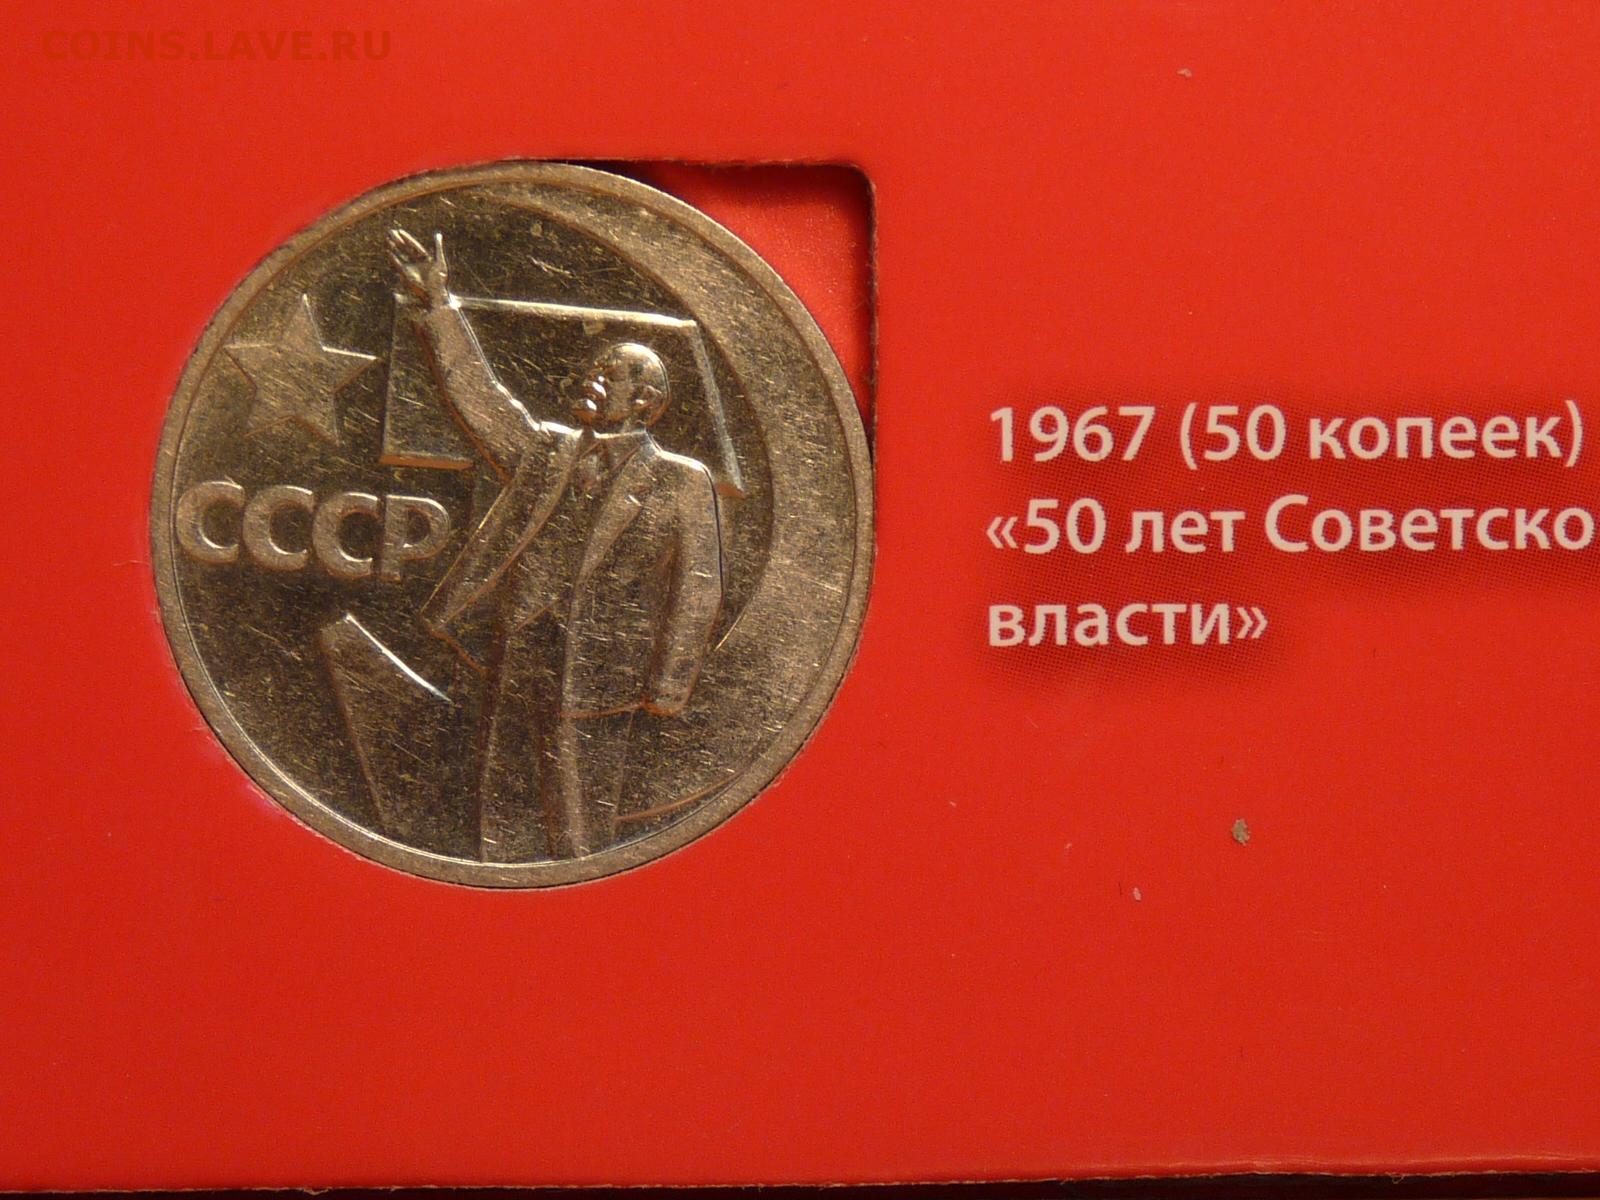 COINS.LAVE.RU
СССР
1967 (50 копеек)
«50 лет Советско
власти»